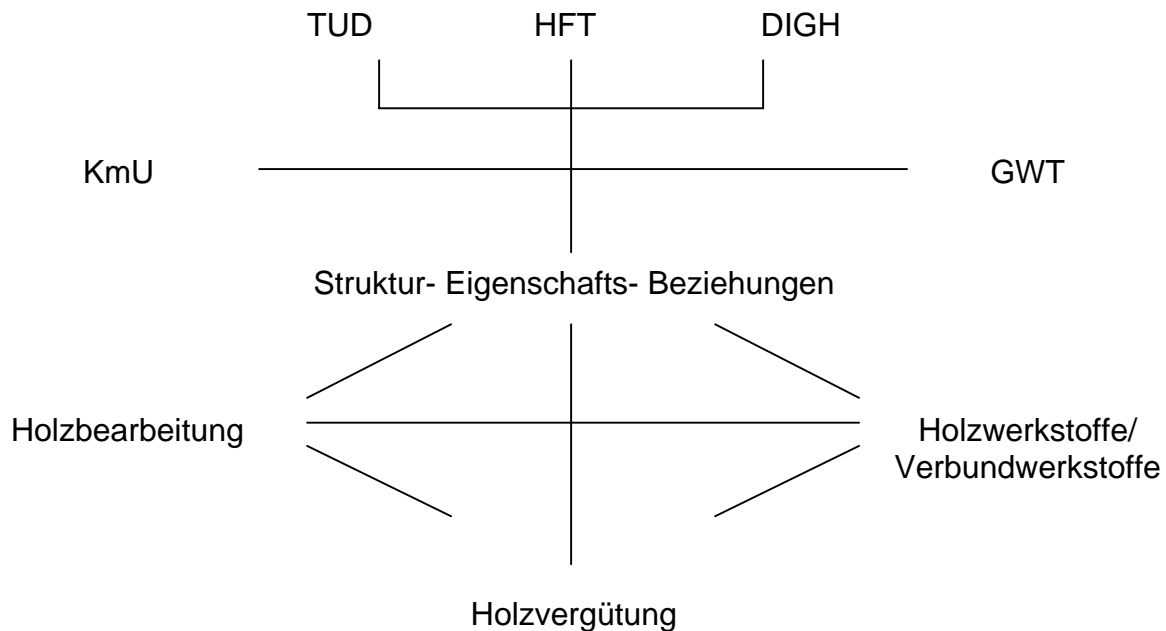 TUD HFT DIGH
KmU GWT
Struktur- Eigenschafts- Beziehungen
Holzbearbeitung Holzwerkstoffe/
Verbundwerkstoffe
Holzvergütung